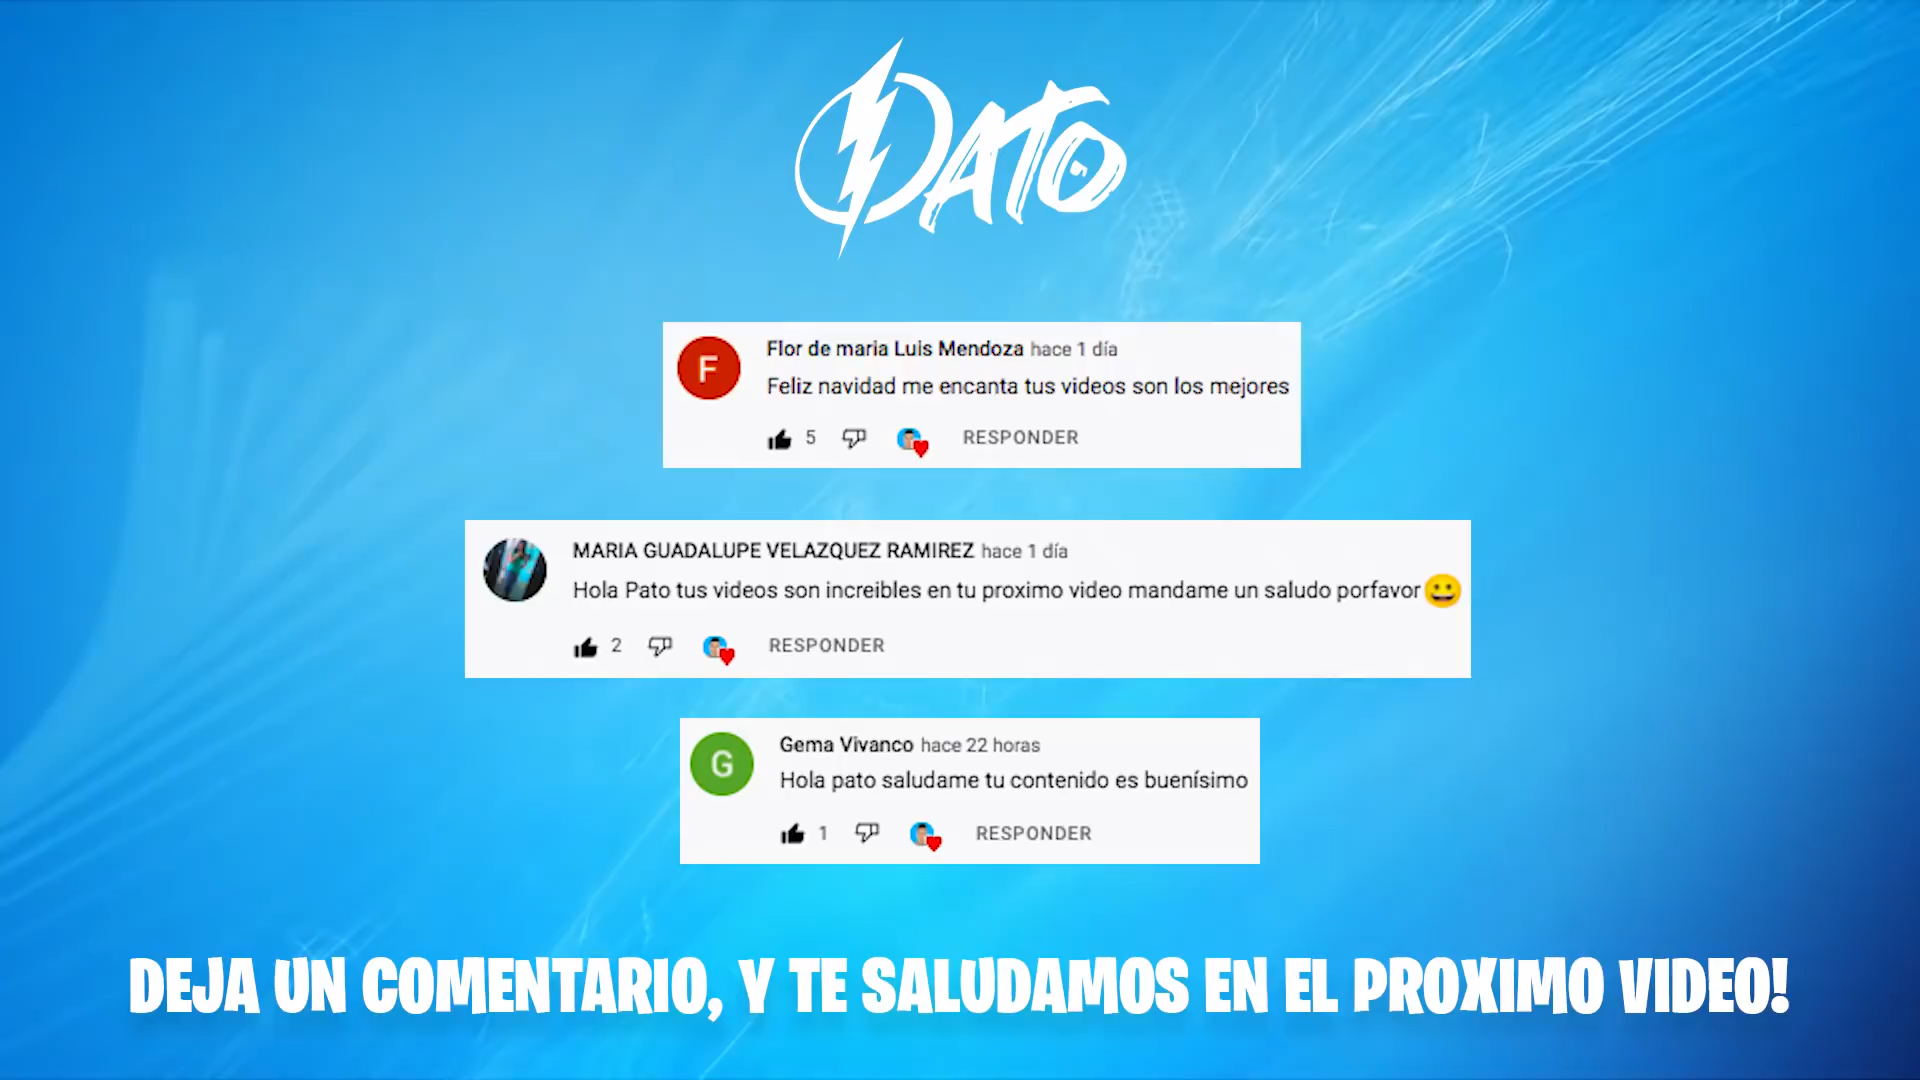 PATO
F
Flor de maria Luis Mendoza hace 1 día
Feliz navidad me encanta tus videos son los mejores
5 RESPONDER
MARIA GUADALUPE VELAZQUEZ RAMIREZ hace 1 día
Hola Pato tus videos son increibles en tu proximo video mandame un saludo porfavor😀
2 RESPONDER
G
Gema Vivanco hace 22 horas
Hola pato saludame tu contenido es buenísimo
1 RESPONDER
DEJA UN COMENTARIO, Y TE SALUDAMOS EN EL PROXIMO VIDEO!